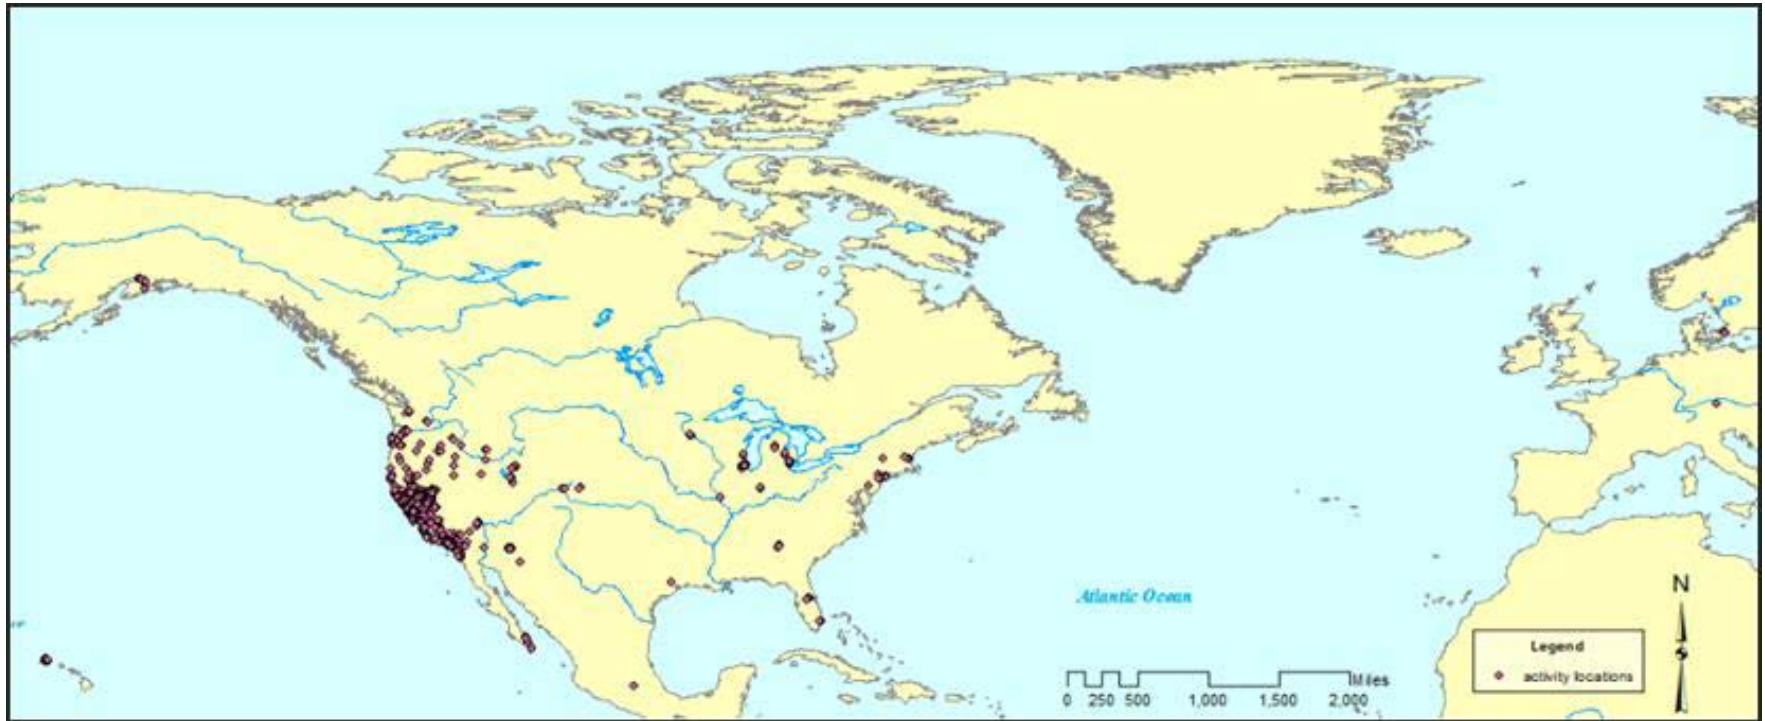 Atlantic Ocean
N
Legend
activity locations
Miles
0 250 500 1,000 1,500 2,000